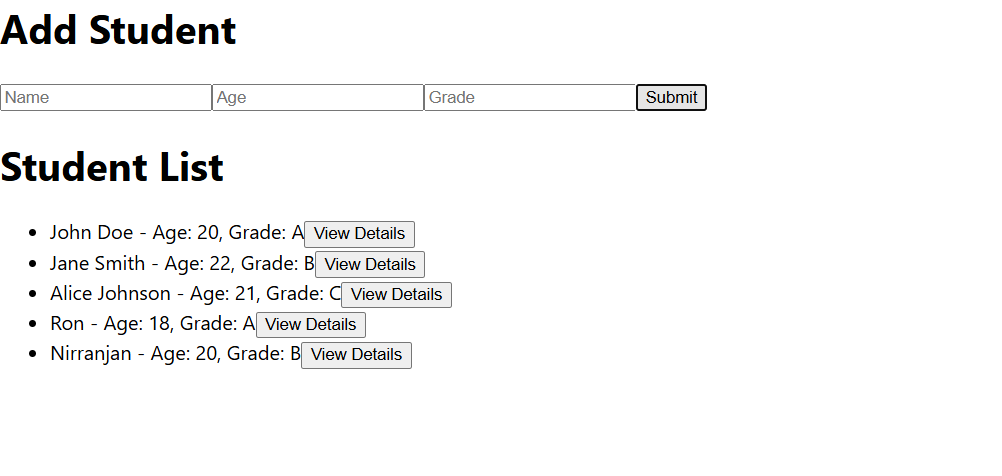 Add Student
Name Age Grade Submit
Student List
John Doe - Age: 20, Grade: A View Details
Jane Smith - Age: 22, Grade: B View Details
Alice Johnson - Age: 21, Grade: C View Details
Ron - Age: 18, Grade: A View Details
Nirranjan - Age: 20, Grade: B View Details